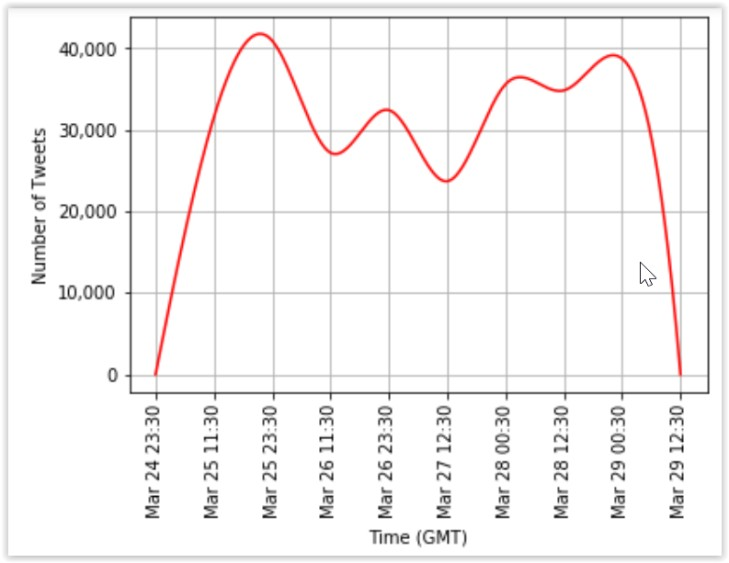 40,000
30,000
20,000
10,000
0
Number of Tweets
Mar 24 23:30
Mar 25 11:30
Mar 25 23:30
Mar 26 11:30
Mar 26 23:30
Mar 27 12:30
Mar 28 00:30
Mar 28 12:30
Mar 29 00:30
Mar 29 12:30
Time (GMT)